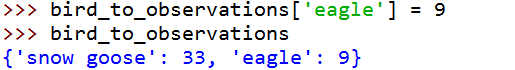 >>> bird_to_observations['eagle'] = 9
>>> bird_to_observations
{'snow goose': 33, 'eagle': 9}